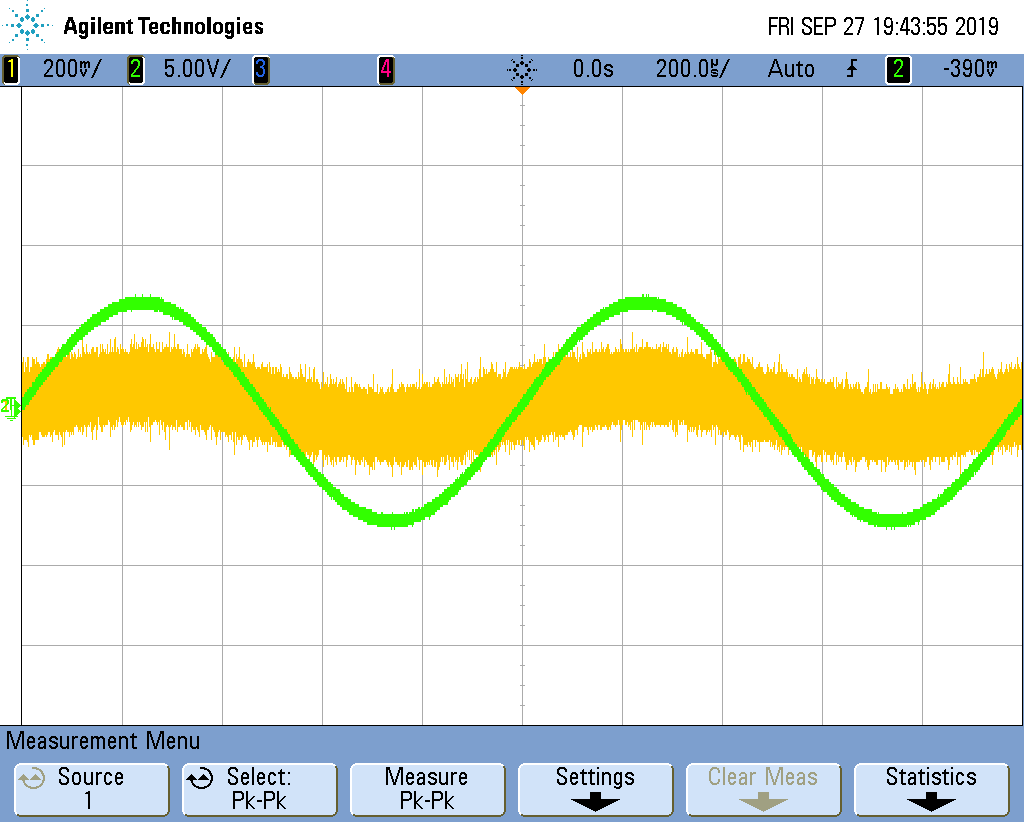 Agilent Technologies FRI SEP 27 19:43:55 2019
1 200mV/ 2 5.00V/ 3 4 0.0s 200.0µs/ Auto 2 -390mV
2
Measurement Menu
Source Select: Measure Settings Clear Meas Statistics
1 Pk-Pk Pk-Pk